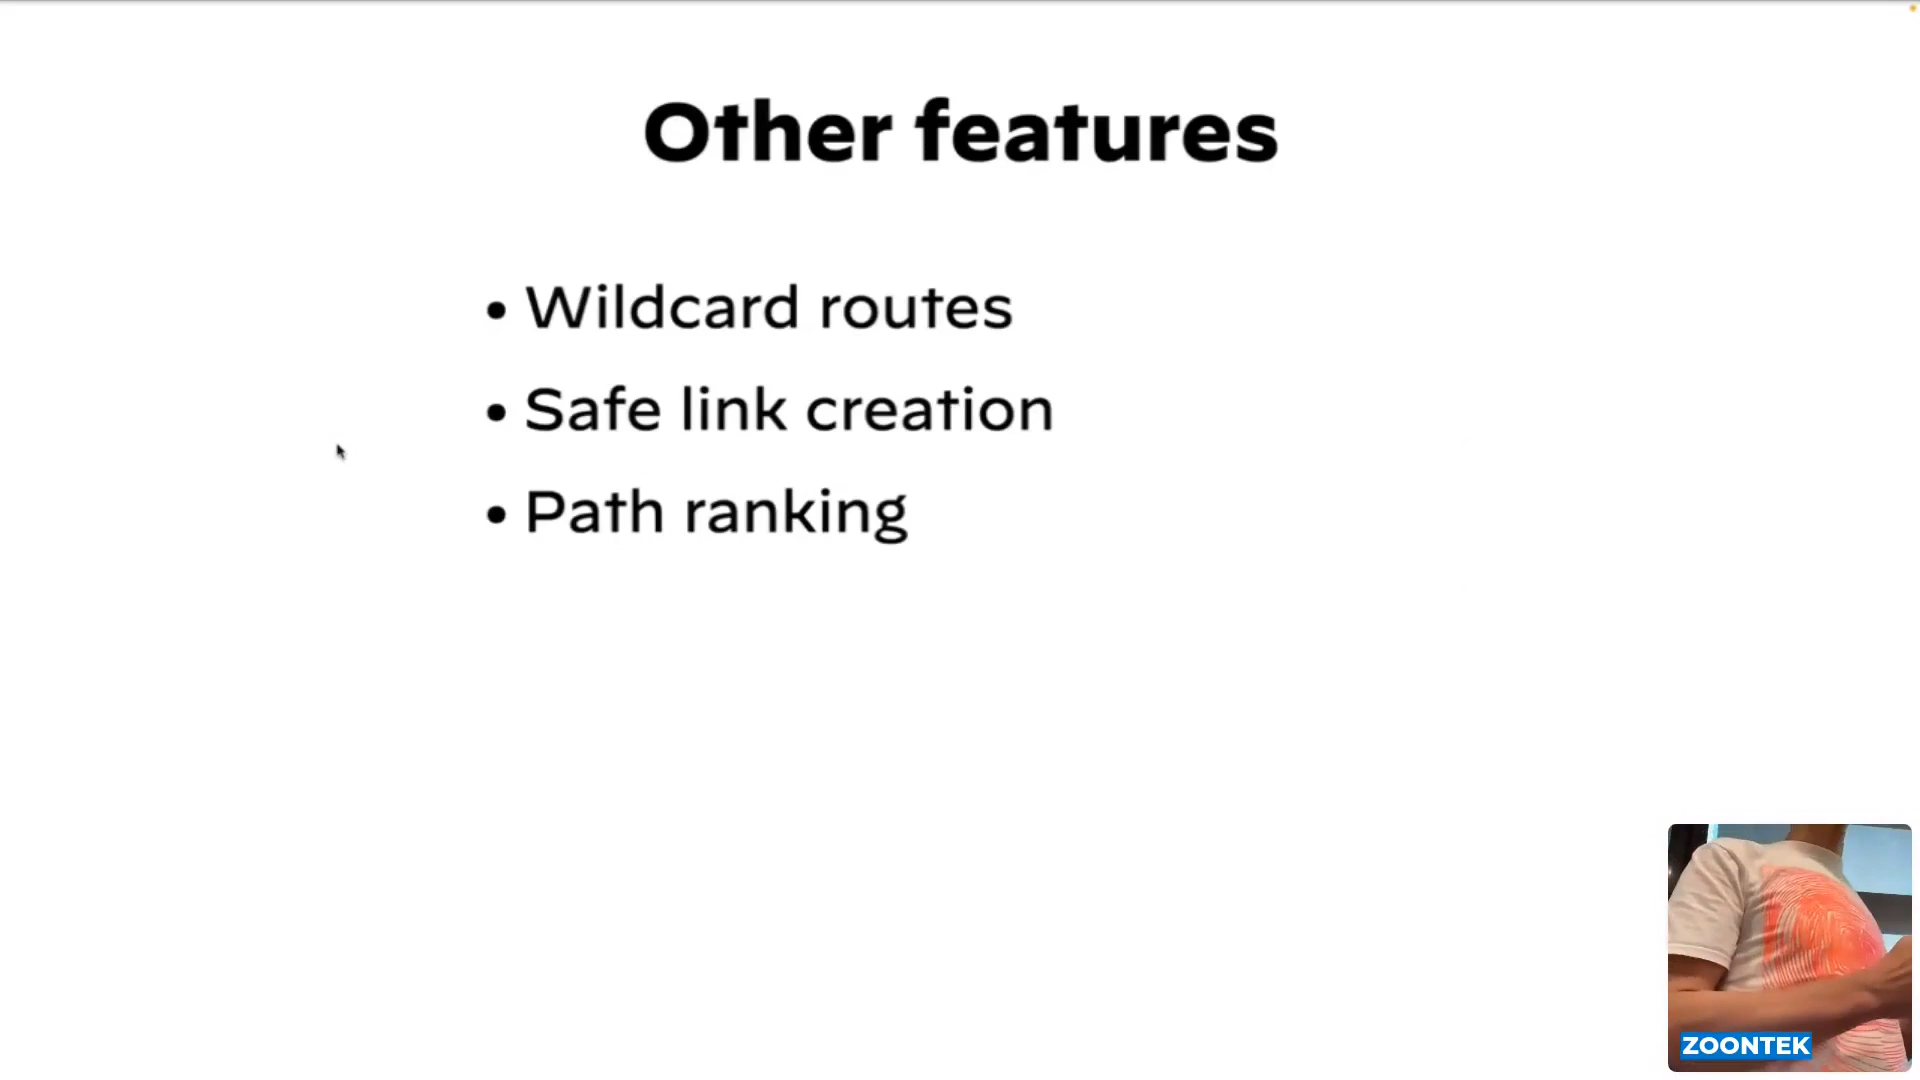 Other features
• Wildcard routes
• Safe link creation
• Path ranking
ZOONTEK